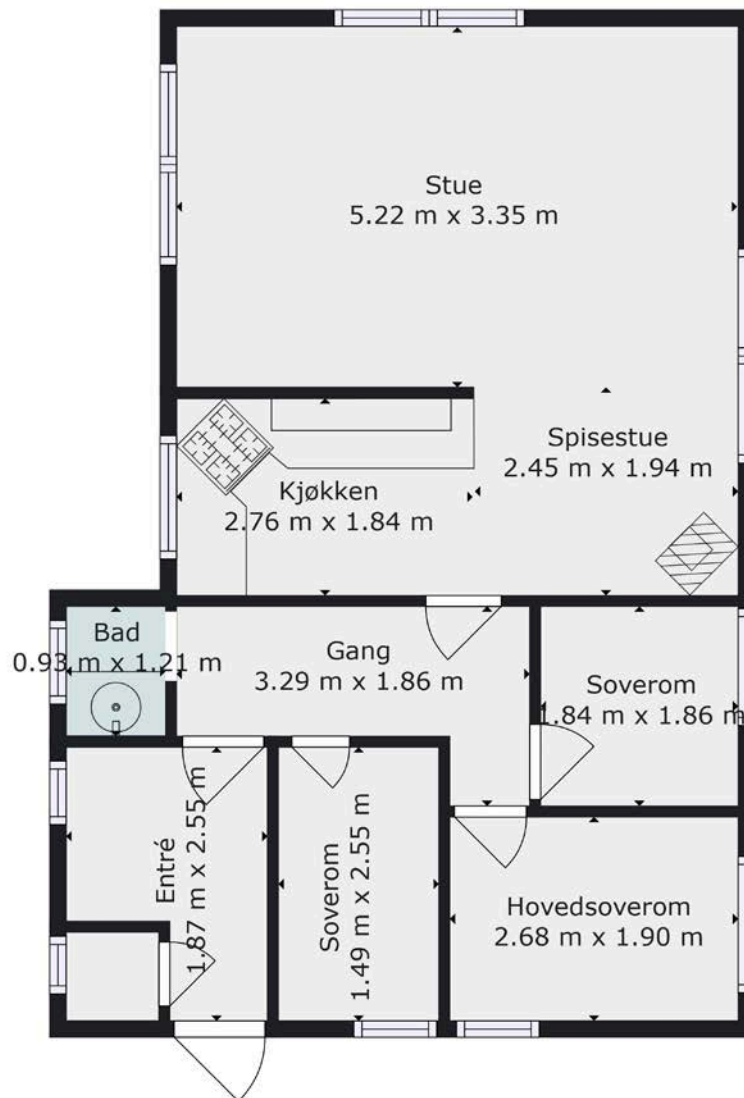 Stue
5.22 m x 3.35 m
Spisestue
2.45 m x 1.94 m
Kjøkken
2.76 m x 1.84 m
Bad
0.93 m x 1.21 m
Gang
3.29 m x 1.86 m
Soverom
1.84 m x 1.86 m
Entré
1.87 m x 2.55 m
Soverom
1.49 m x 2.55 m
Hovedsoverom
2.68 m x 1.90 m